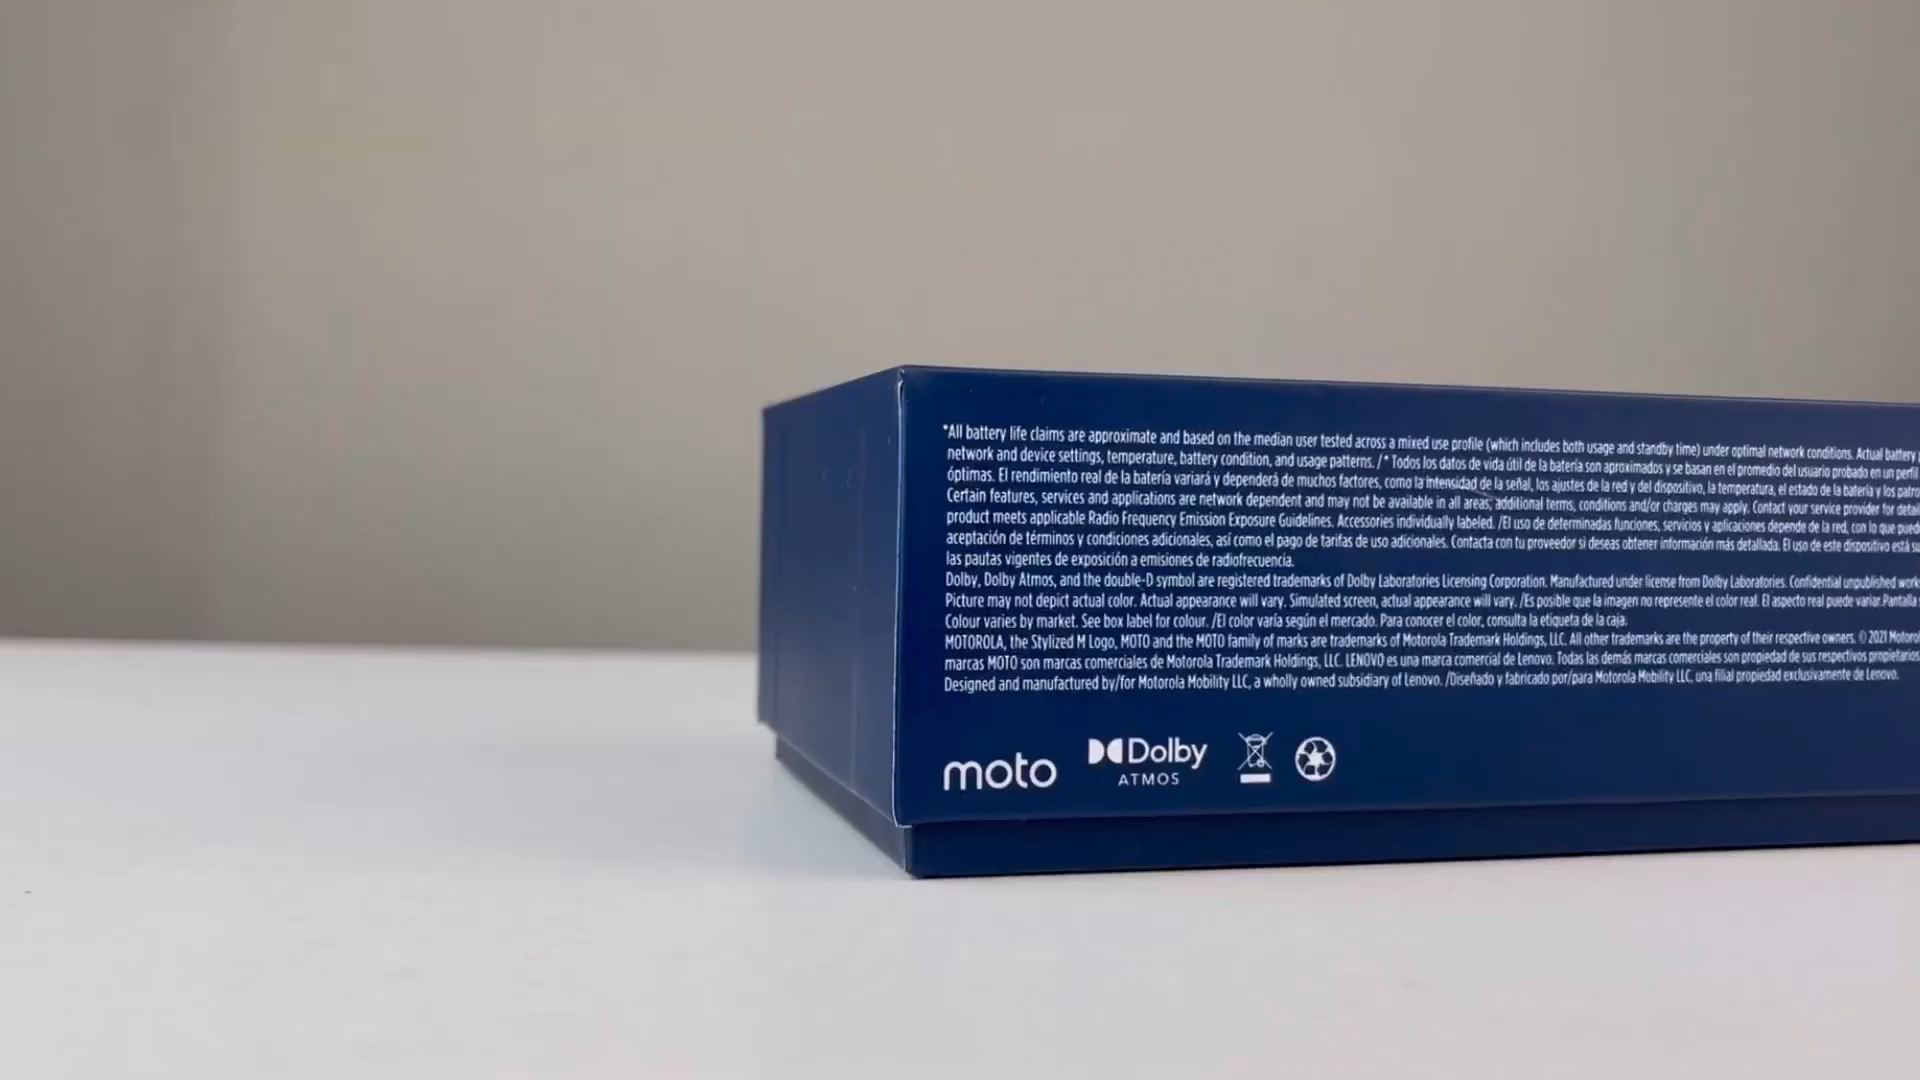 *All battery life claims are approximate and based on the median user tested across a mixed use profile (which includes both usage and standby time) under optimal network conditions. Actual battery
network and device settings, temperature, battery condition, and usage patterns. /* Todos los datos de vida útil de la batería son aproximados y se basan en el promedio del usuario probado en un perfil
óptimas. El rendimiento real de la batería variará y dependerá de muchos factores, como la intensidad de la señal, los ajustes de la red y del dispositivo, la temperatura, el estado de la batería y los patro
Certain features, services and applications are network dependent and may not be available in all areas; additional terms, conditions and/or charges may apply. Contact your service provider for detail
product meets applicable Radio Frequency Emission Exposure Guidelines. Accessories individually labeled. /El uso de determinadas funciones, servicios y aplicaciones depende de la red, con lo que pued
aceptación de términos y condiciones adicionales, así como el pago de tarifas de uso adicionales. Contacta con tu proveedor si deseas obtener información más detallada. El uso de este dispositivo está su
las pautas vigentes de exposición a emisiones de radiofrecuencia.
Dolby, Dolby Atmos, and the double-D symbol are registered trademarks of Dolby Laboratories Licensing Corporation. Manufactured under license from Dolby Laboratories. Confidential unpublished work
Picture may not depict actual color. Actual appearance will vary. Simulated screen, actual appearance will vary. /Es posible que la imagen no represente el color real. El aspecto real puede variar.Pantalla
Colour varies by market. See box label for colour. /El color varía según el mercado. Para conocer el color, consulta la etiqueta de la caja.
MOTOROLA, the Stylized M Logo, MOTO and the MOTO family of marks are trademarks of Motorola Trademark Holdings, LLC. All other trademarks are the property of their respective owners. © 2021 Motorol
marcas MOTO son marcas comerciales de Motorola Trademark Holdings, LLC. LENOVO es una marca comercial de Lenovo. Todas las demás marcas comerciales son propiedad de sus respectivos propietarios.
Designed and manufactured by/for Motorola Mobility LLC, a wholly owned subsidiary of Lenovo. /Diseñado y fabricado por/para Motorola Mobility LLC, una filial propiedad exclusivamente de Lenovo.
moto
Dolby
ATMOS